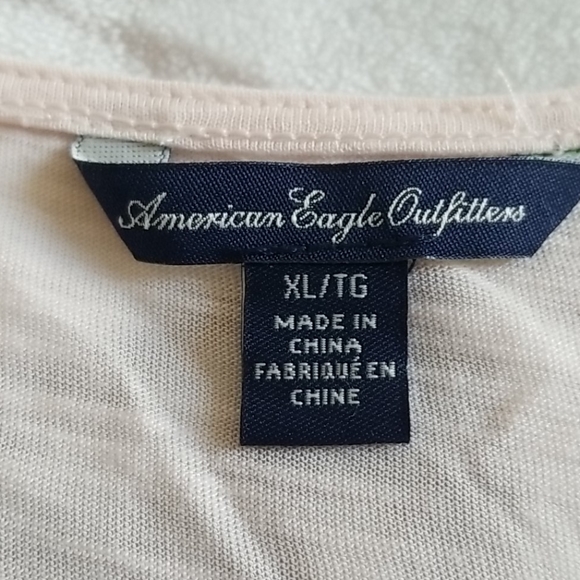 American Eagle Outfitters
XL/TG
MADE IN
CHINA
FABRIQUÉ EN
CHINE